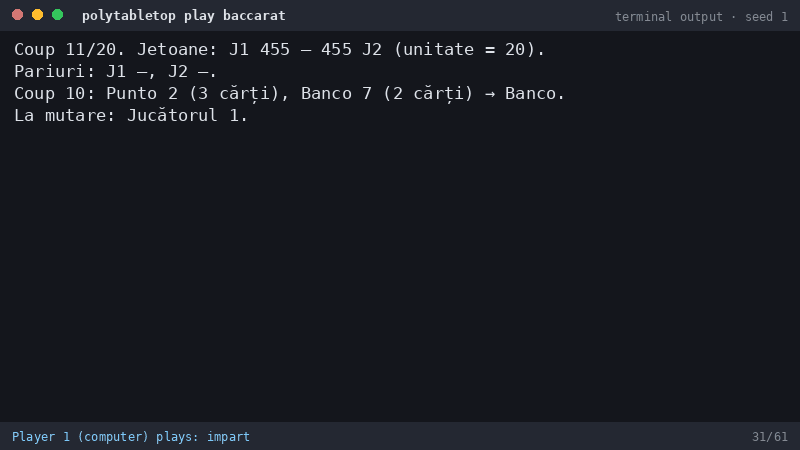 polytabletop play baccarat
terminal output · seed 1
Coup 11/20. Jetoane: J1 455 — 455 J2 (unitate = 20).
Pariuri: J1 —, J2 —.
Coup 10: Punto 2 (3 cărți), Banco 7 (2 cărți) → Banco.
La mutare: Jucătorul 1.
Player 1 (computer) plays: impart
31/61